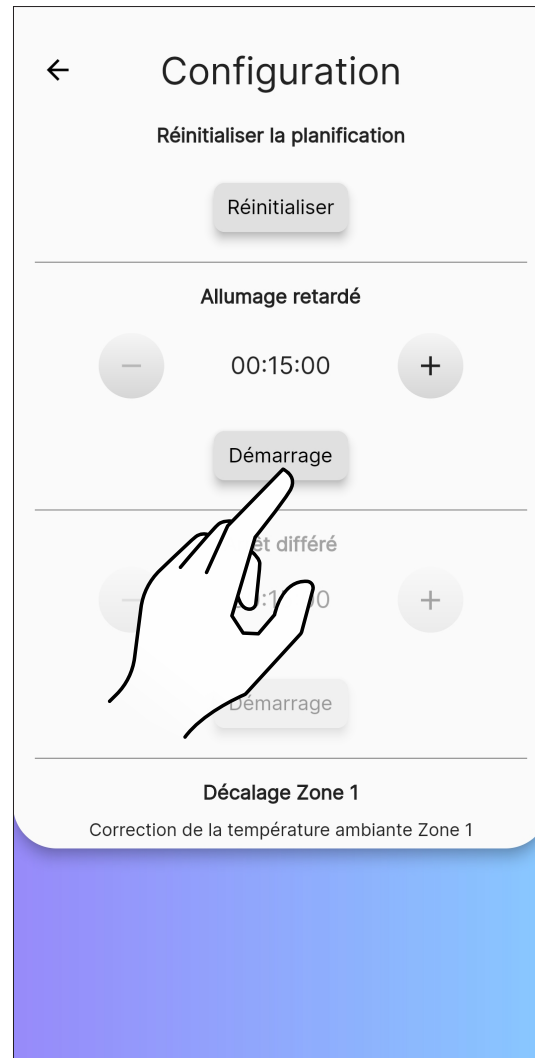 Configuration
Réinitialiser la planification
Réinitialiser
Allumage retardé
00:15:00
Démarrage
différé
Démarrage
Décalage Zone 1
Correction de la température ambiante Zone 1